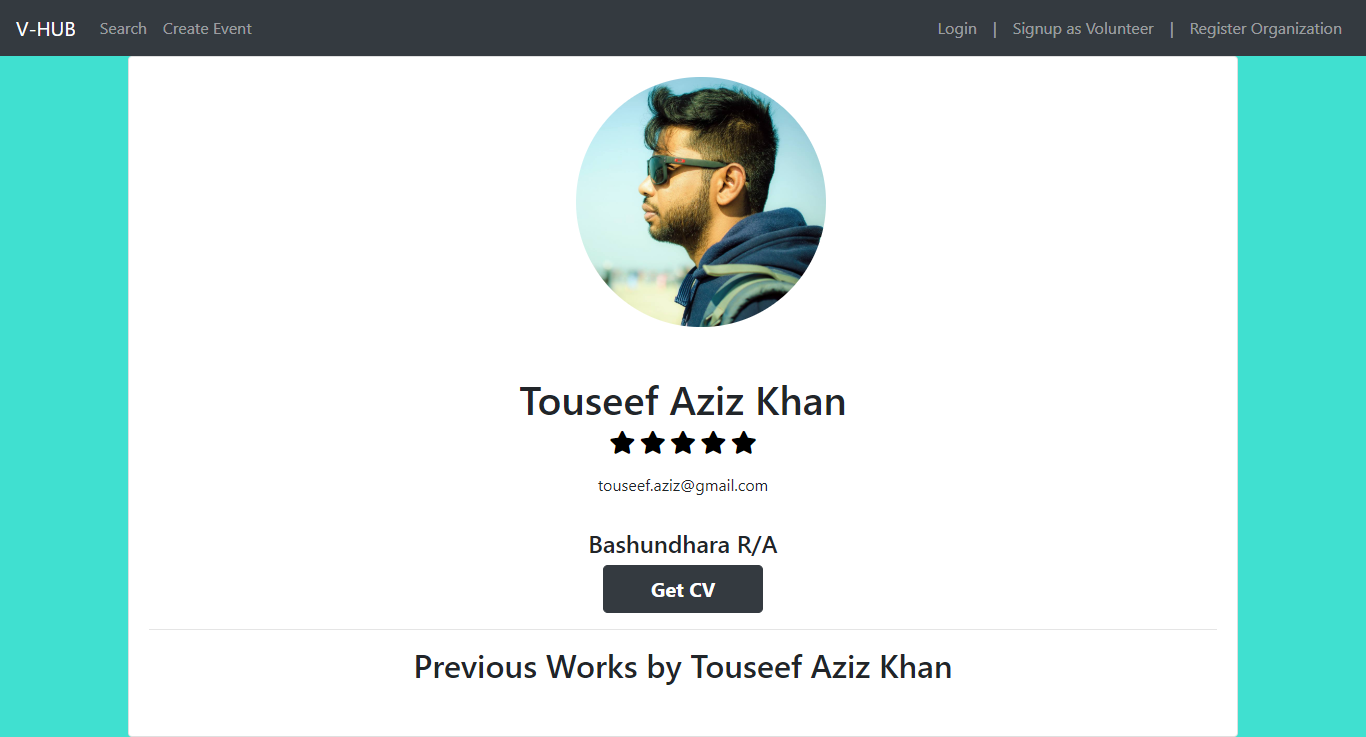 V-HUB Search Create Event Login | Signup as Volunteer | Register Organization
Touseef Aziz Khan
touseef.aziz@gmail.com
Bashundhara R/A
Get CV
Previous Works by Touseef Aziz Khan